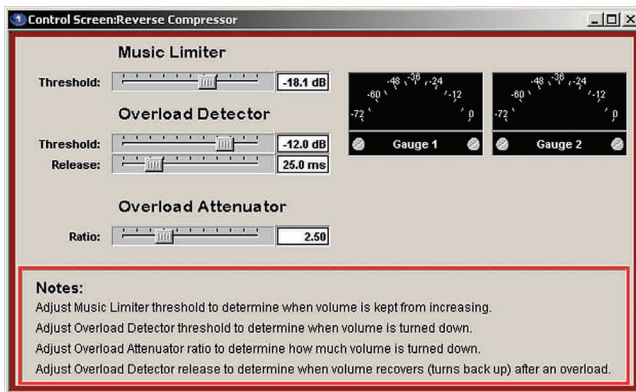 Control Screen:Reverse Compressor
Music Limiter
Threshold: -18.1 dB
Overload Detector
Threshold: -12.0 dB
Release: 25.0 ms
Overload Attenuator
Ratio: 2.50
-72 -60 -48 -36 -24 -12 0
Gauge 1
-72 -60 -48 -36 -24 -12 0
Gauge 2
Notes:
Adjust Music Limiter threshold to determine when volume is kept from increasing.
Adjust Overload Detector threshold to determine when volume is turned down.
Adjust Overload Attenuator ratio to determine how much volume is turned down.
Adjust Overload Detector release to determine when volume recovers (turns back up) after an overload.